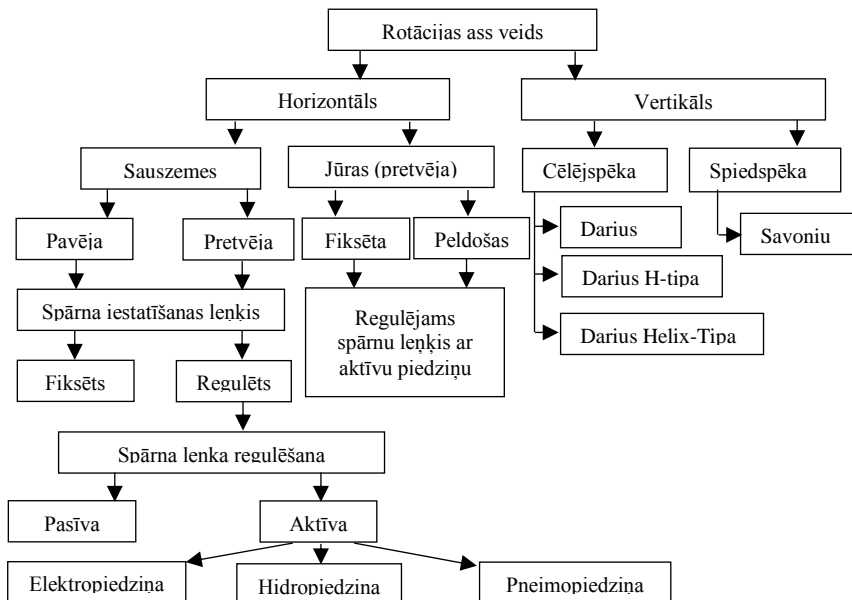 Rotācijas ass veids
Horizontāls
Vertikāls
Sauszemes
Jūras (pretvēja)
Cēlējspēka
Spiedspēka
Pavēja
Pretvēja
Fiksēta
Peldošas
Darius
Savoniu
Darius H-tipa
Spārna iestatīšanas leņķis
Regulējams
spārnu leņķis ar
aktīvu piedziņu
Darius Helix-Tipa
Fiksēts
Regulēts
Spārna lenka regulēšana
Pasīva
Aktīva
Elektropiedziņa
Hidropiedzina
Pneimopiedziņa